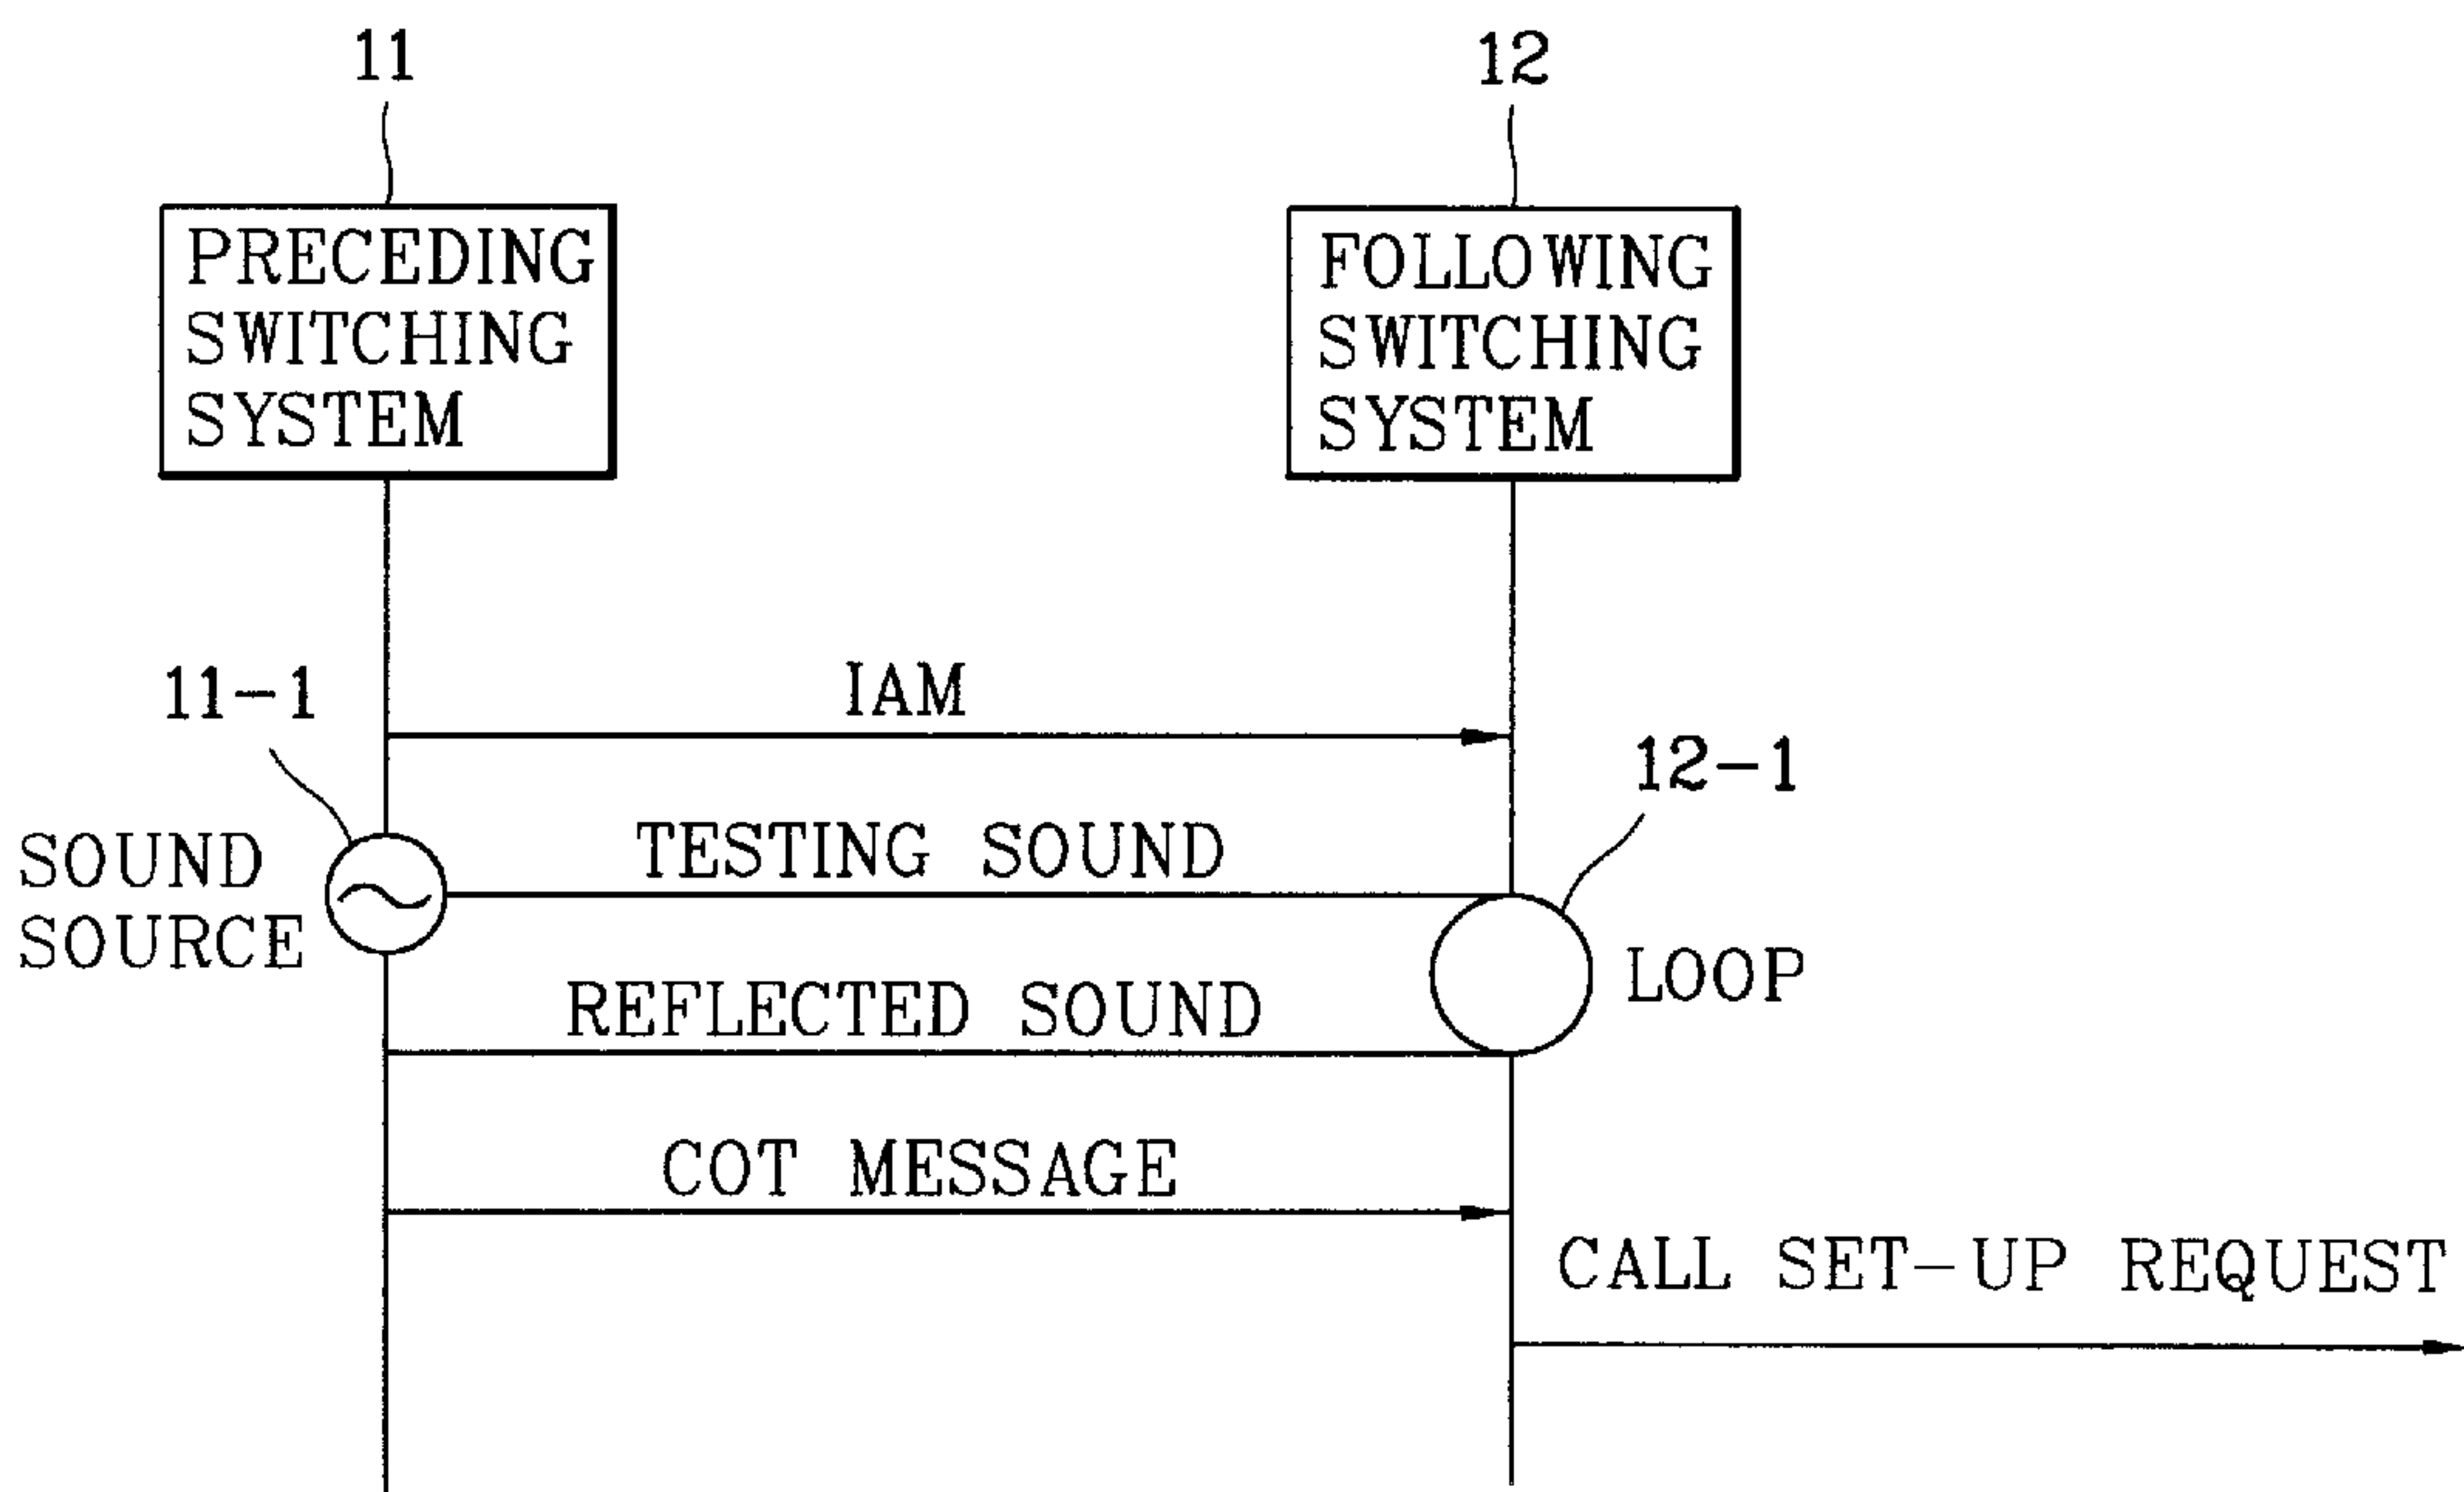 11
12
PRECEDING
SWITCHING
SYSTEM
FOLLOWING
SWITCHING
SYSTEM
IAM
11-1
12-1
SOUND
SOURCE
TESTING SOUND
LOOP
REFLECTED SOUND
COT MESSAGE
CALL SET-UP REQUEST